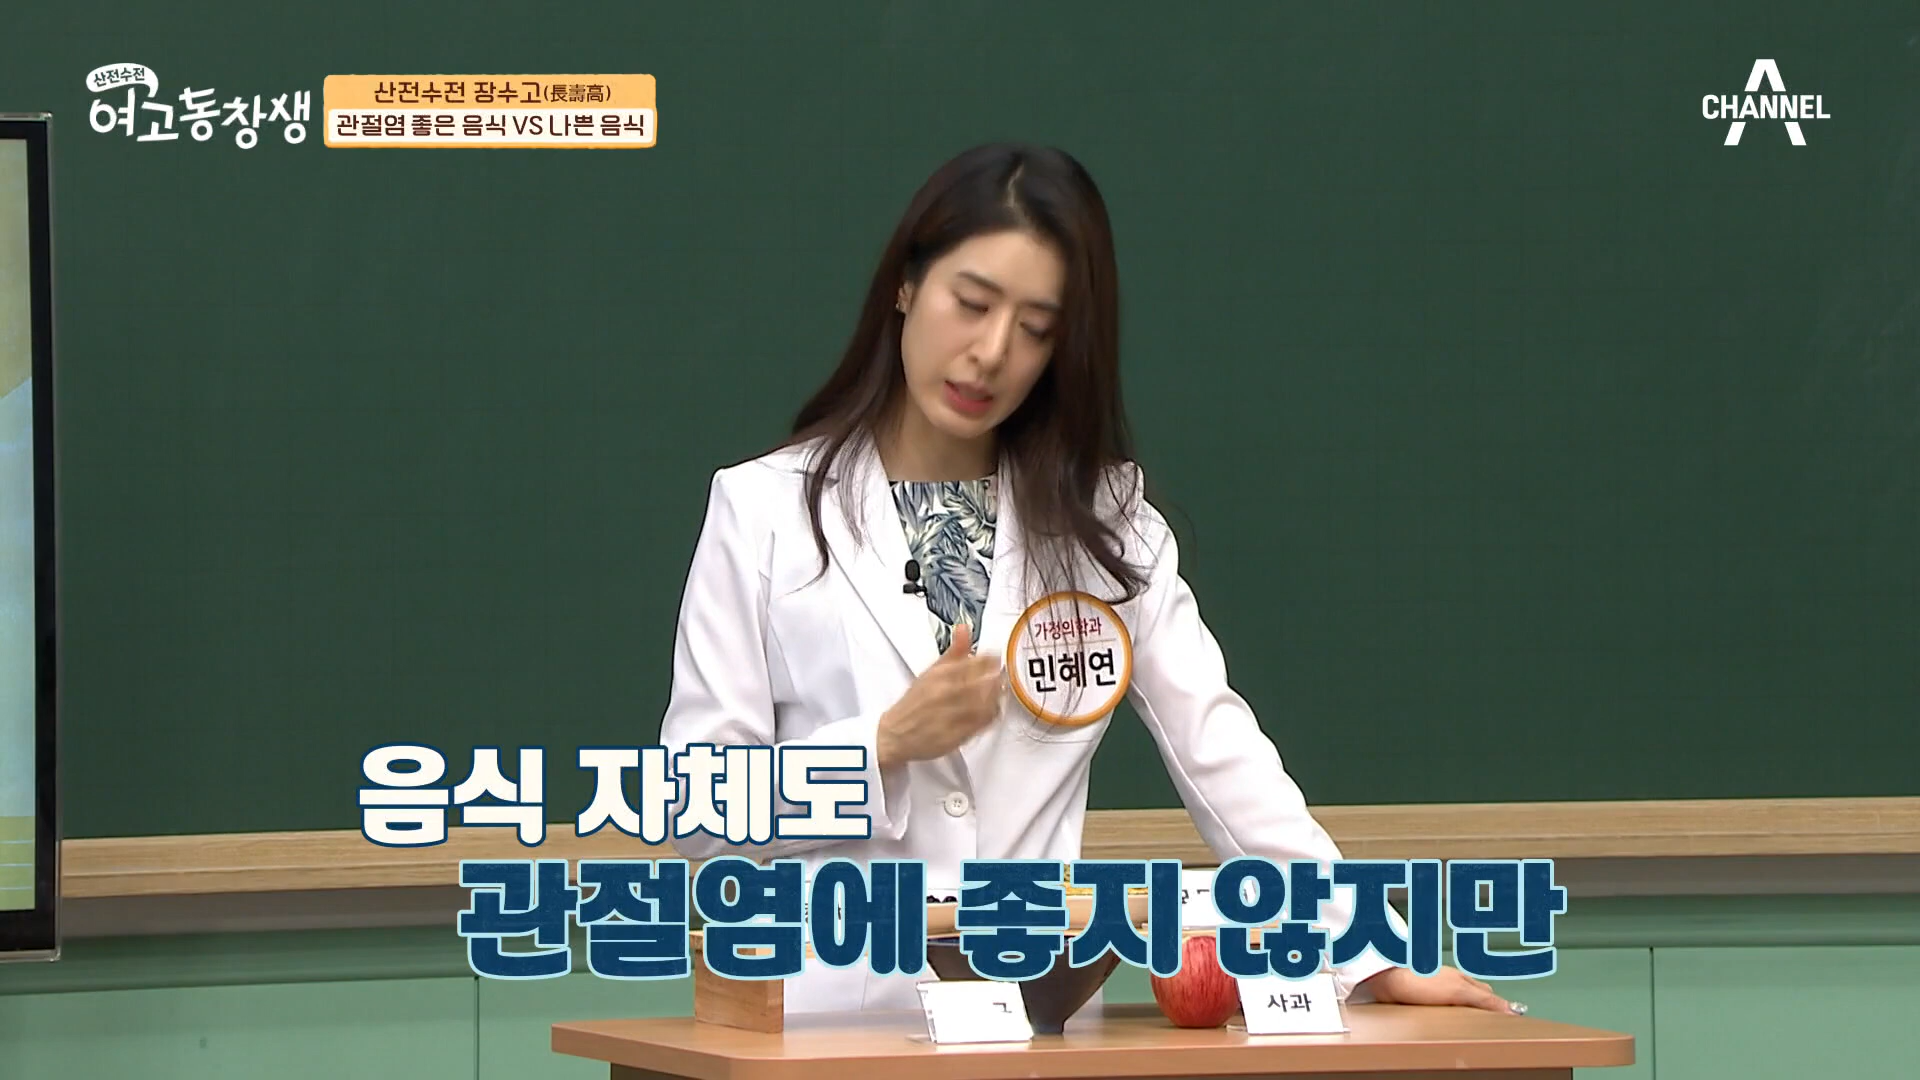 산전수전
여고동창생
산전수전 장수고(長壽高)
관절염 좋은 음식 VS 나쁜 음식
CHANNEL A
가정의학과
민혜연
음식 자체도
관절염에 좋지 않지만
사과